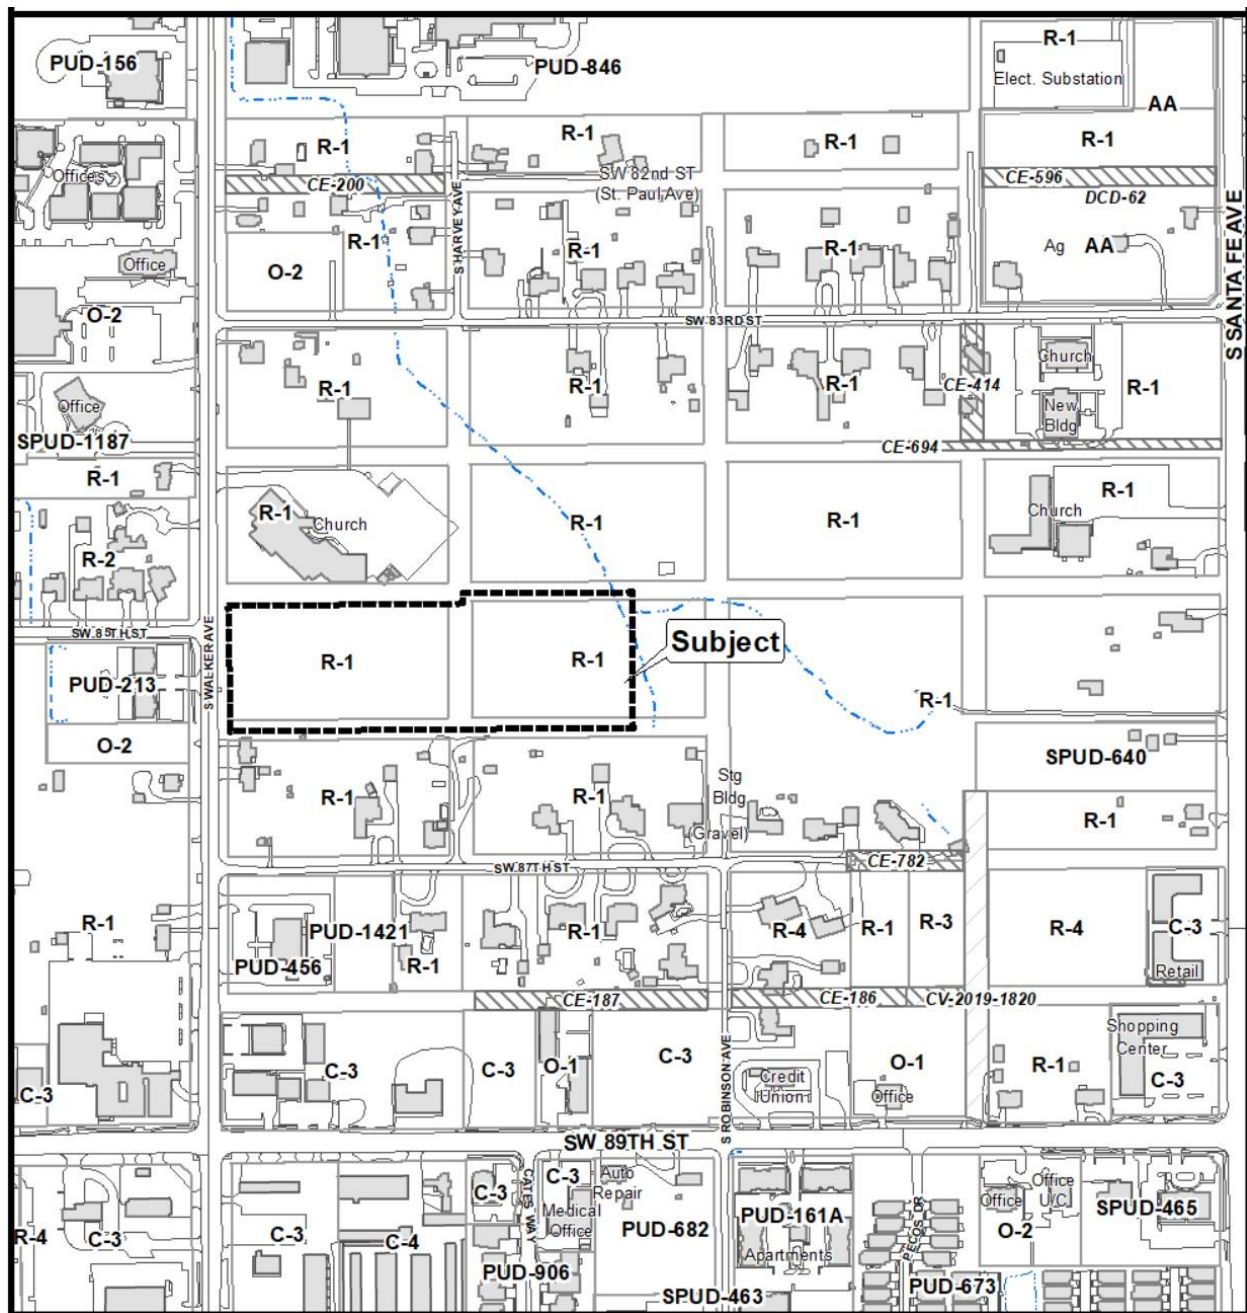 R-1
PUD-156
PUD-846
Elect. Substation
AA
R-1
R-1
R-1
R-1
Offices
CE-200
SW 82nd ST
(St. Paul Ave)
CE-596
DCD-62
S HARVEY AVE
S SANTA FE AVE
R-1
R-1
R-1
Ag
AA
Office
O-2
O-2
SW 83RD ST
Church
R-1
R-1
R-1
CE-414
R-1
Office
New
Bldg
SPUD-1187
CE-694
R-1
R-1
R-1
Church
R-1
R-1
Church
R-2
SW 85TH ST
S WALKER AVE
Subject
R-1
R-1
PUD-213
R-1
O-2
SPUD-640
Stg
Bldg
(Gravel)
R-1
R-1
R-1
CE-782
SW 87TH ST
R-1
PUD-1421
R-1
R-4
R-1
R-3
R-4
C-3
PUD-456
R-1
Retail
CE-187
CE-186
CV-2019-1820
Shopping
Center
S ROBINSON AVE
C-3
C-3
C-3
O-1
C-3
Credit
Union
O-1
Office
R-1
C-3
SW 89TH ST
CATES WAY
C-3
Auto
Repair
C-3
Medical
Office
PUD-682
PUD-161A
Apartments
PECOS DR
Office
Office
U/C
SPUD-465
O-2
R-4
C-3
C-3
C-4
PUD-906
SPUD-463
PUD-673